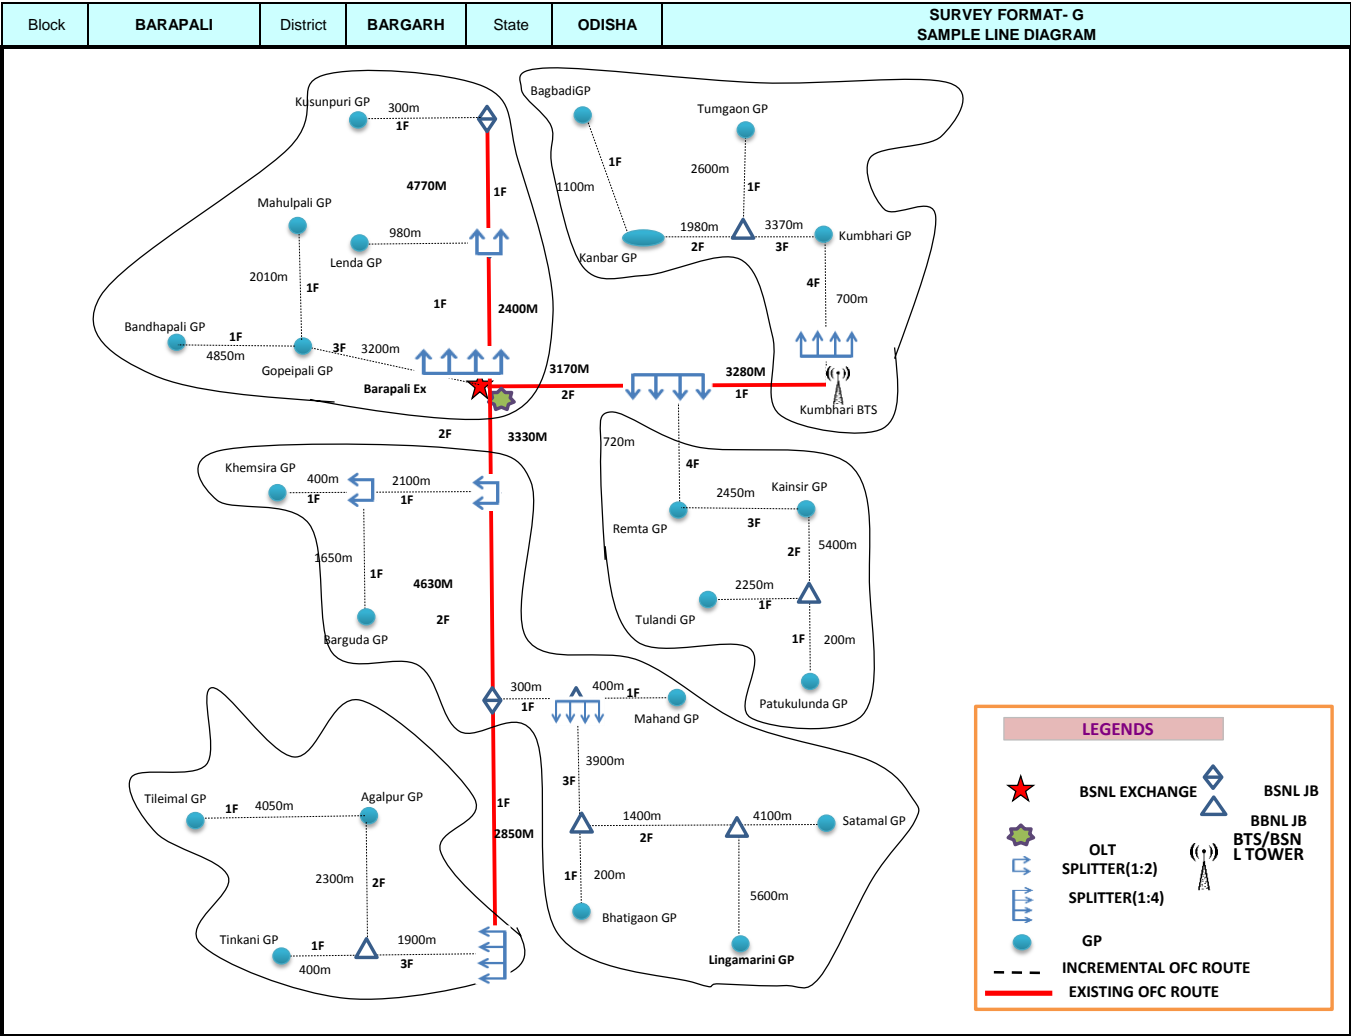 Block BARAPALI District BARGARH State ODISHA SURVEY FORMAT- G
SAMPLE LINE DIAGRAM
Kusunpuri GP
300m
1F
4770M
1F
Mahulpali GP
980m
Lenda GP
2010m
1F
1F
2400M
Bandhapali GP
1F
4850m
Gopeipali GP
3F
3200m
Barapali Ex
BagbadiGP
1F
1100m
Tumgaon GP
2600m
1F
1980m
2F
3370m
3F
Kumbhari GP
Kanbar GP
4F
700m
3170M
2F
3280M
1F
Kumbhari BTS
2F
3330M
720m
4F
Khemsira GP
400m
1F
2100m
1F
1650m
1F
4630M
2F
Barguda GP
2450m
3F
Kainsir GP
Remta GP
2F
5400m
2250m
1F
Tulandi GP
1F
200m
Patukulunda GP
300m
1F
400m
1F
Mahand GP
3900m
3F
1400m
2F
4100m
Satamal GP
1F
200m
Bhatigaon GP
5600m
Lingamarini GP
1F
2850M
Tileimal GP
1F
4050m
Agalpur GP
2300m
2F
Tinkani GP
1F
400m
1900m
3F
LEGENDS
BSNL EXCHANGE
BSNL JB
BBNL JB
OLT
BTS/BSN
L TOWER
SPLITTER(1:2)
SPLITTER(1:4)
GP
INCREMENTAL OFC ROUTE
EXISTING OFC ROUTE